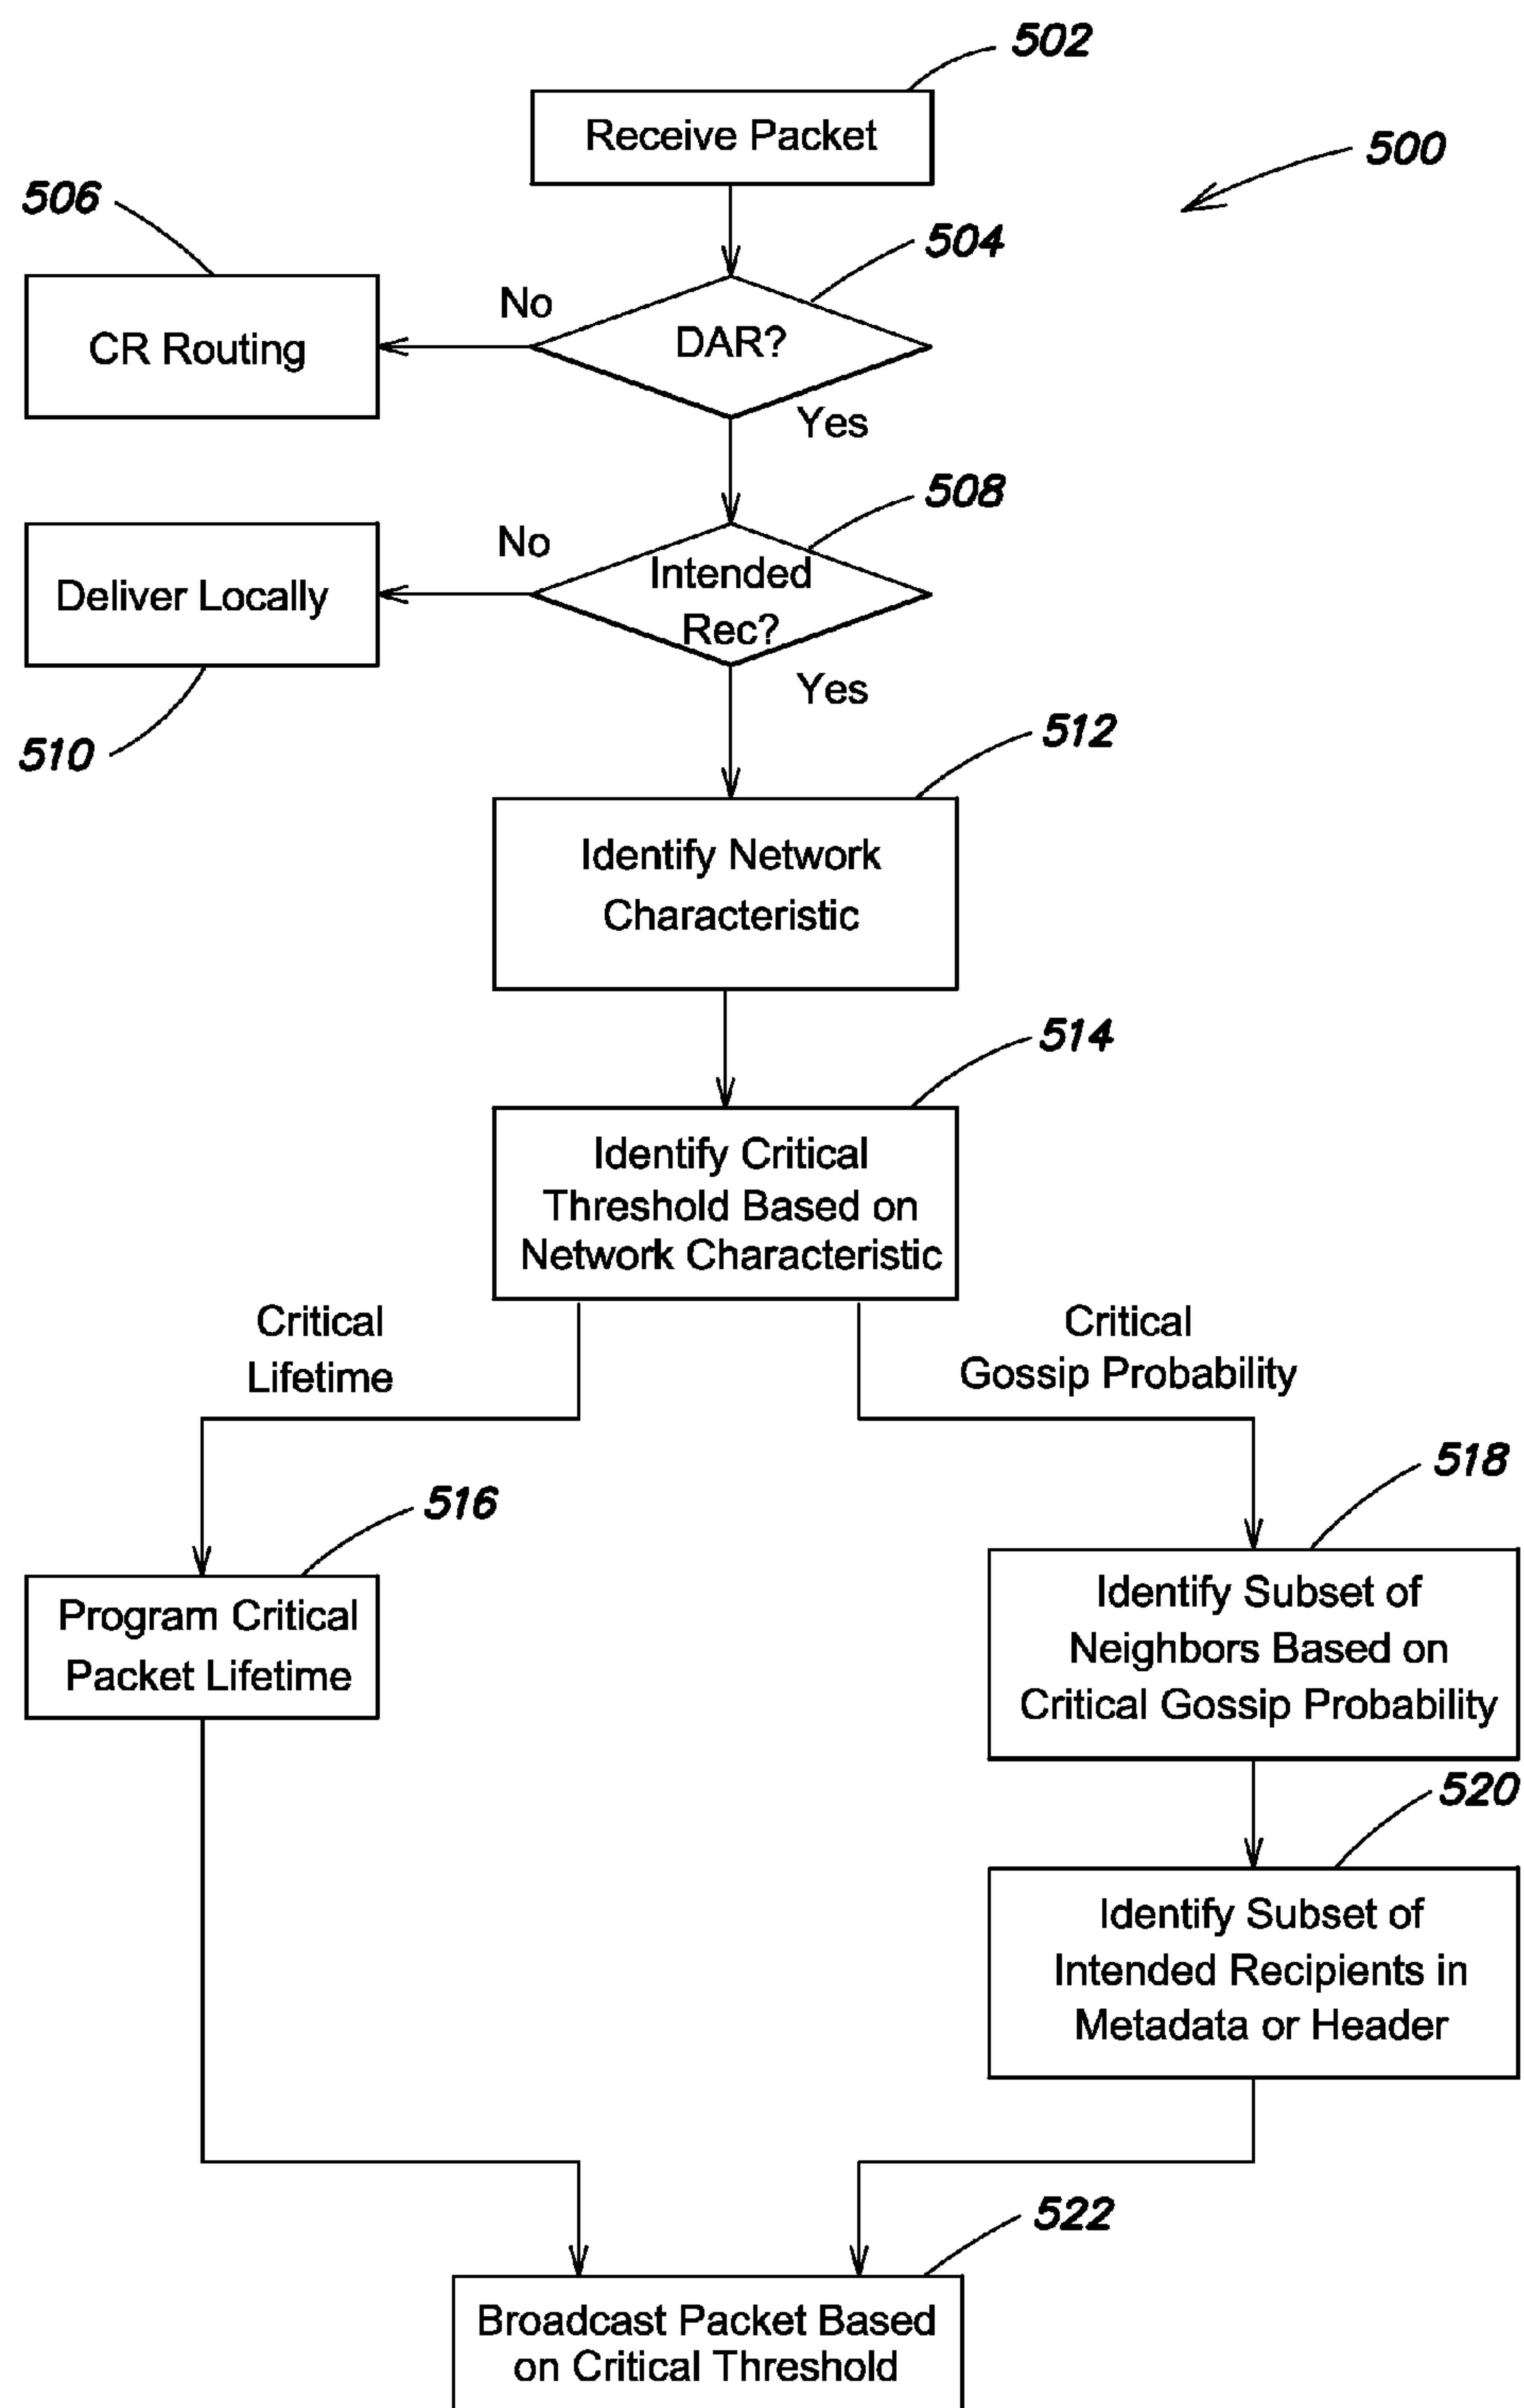 502
Receive Packet
500
506
504
No
DAR?
CR Routing
Yes
508
No
Intended
Rec?
Deliver Locally
Yes
510
512
Identify Network
Characteristic
514
Identify Critical
Threshold Based on
Network Characteristic
Critical
Lifetime
Critical
Gossip Probability
518
516
Identify Subset of
Neighbors Based on
Critical Gossip Probability
Program Critical
Packet Lifetime
520
Identify Subset of
Intended Recipients in
Metadata or Header
522
Broadcast Packet Based
on Critical Threshold